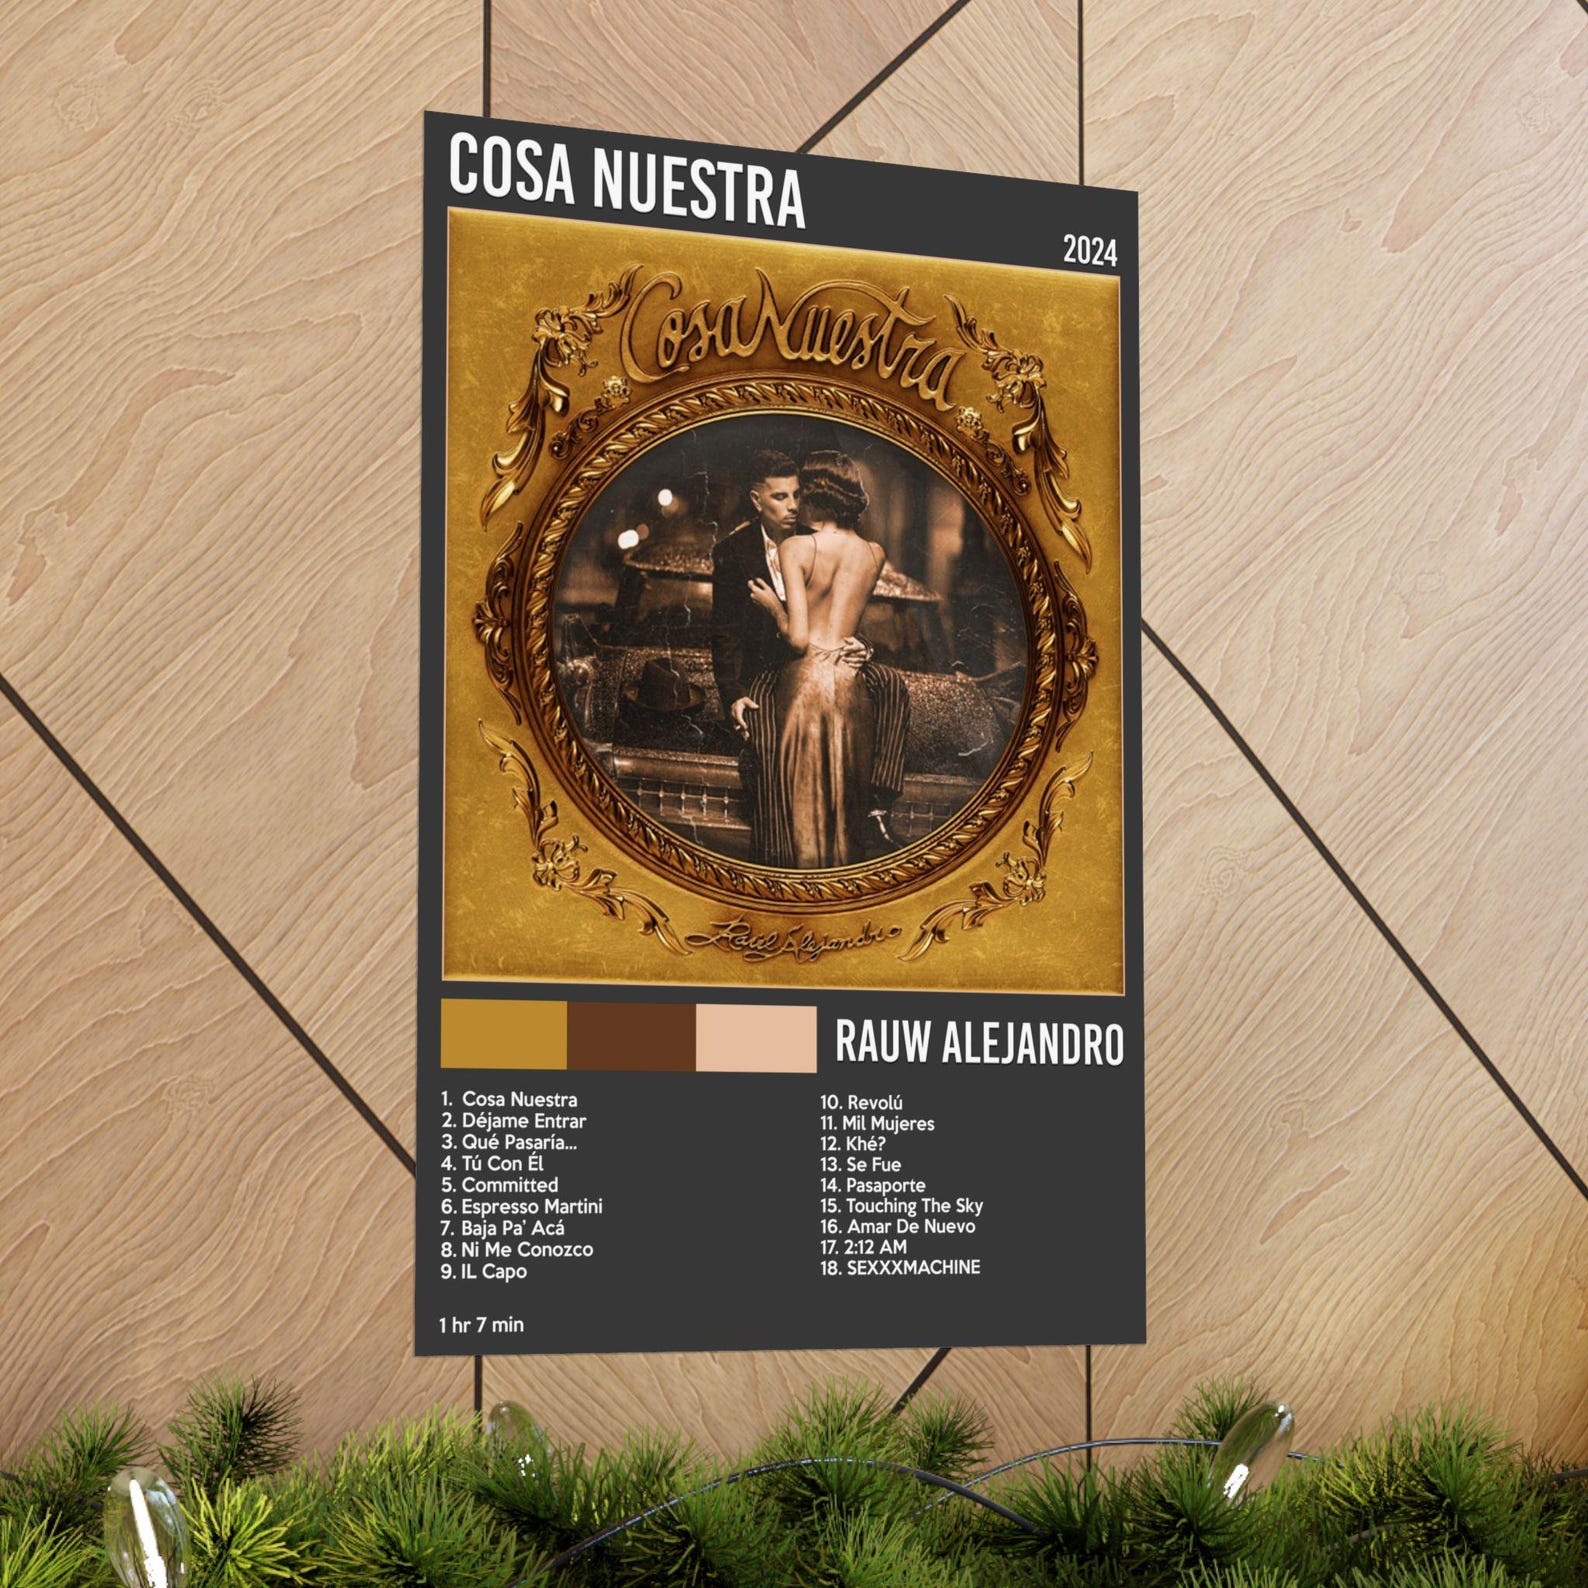 COSA NUESTRA
2024
Cosa Nuestra
Raúl Alejandro
RAUW ALEJANDRO
1. Cosa Nuestra
2. Déjame Entrar
3. Qué Pasaría...
4. Tú Con Él
5. Committed
6. Espresso Martini
7. Baja Pa' Acá
8. Ni Me Conozco
9. IL Capo
10. Revolú
11. Mil Mujeres
12. Khé?
13. Se Fue
14. Pasaporte
15. Touching The Sky
16. Amar De Nuevo
17. 2:12 AM
18. SEXXXMACHINE
1 hr 7 min